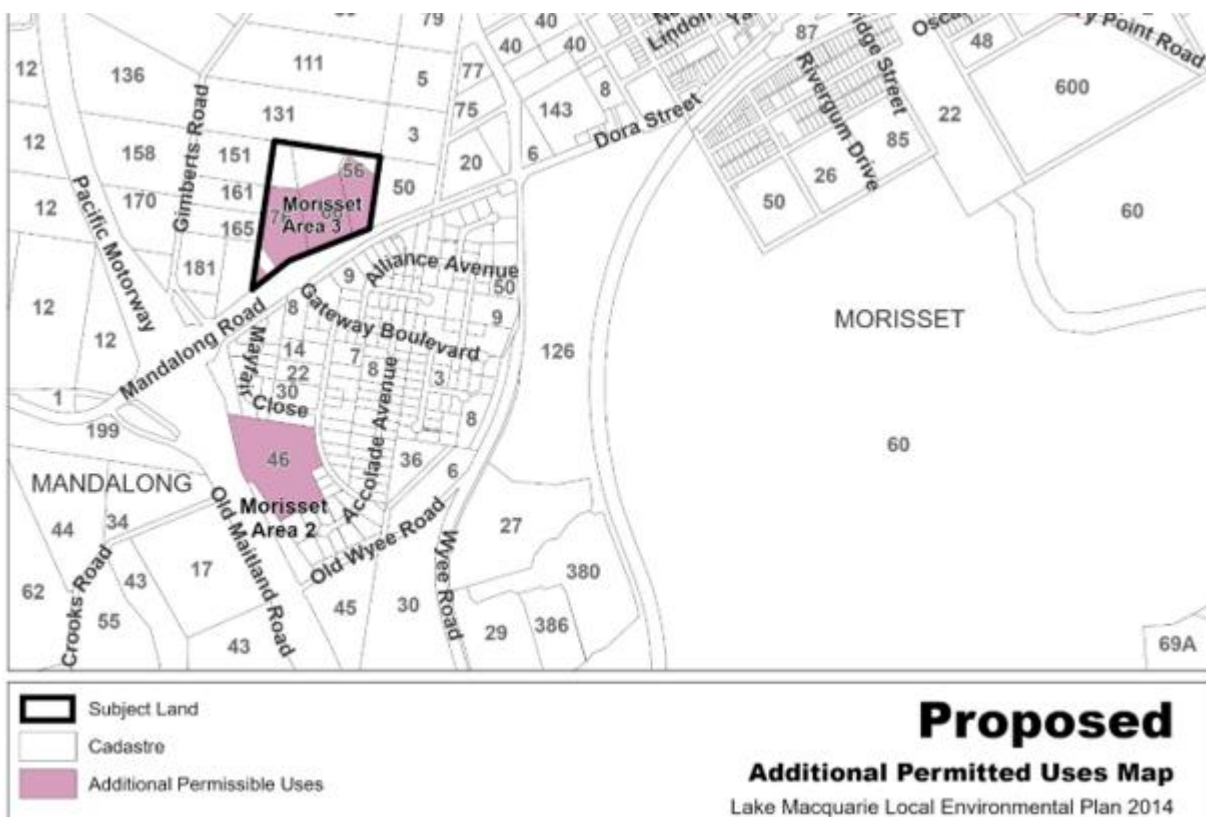 79
40
40
40
87
Oscar
y Point Road
48
600
12
136
111
5
77
75
143
8
Lindon
idge Street
Rivergum Drive
22
131
3
Dora Street
85
12
158
151
20
6
26
50
60
Gimberts Road
56
50
170
161
Morisset
Area 3
12
165
Pacific Motorway
181
Alliance Avenue
9
50
9
Gateway Boulevard
12
12
Mandalong Road
8
Mayfair Close
14
22
30
7
8
3
126
MORISSET
1
199
8
60
46
Accolade Avenue
36
6
MANDALONG
Morisset
Area 2
44
34
Old Maitland Road
Old Wyee Road
Wyee Road
27
Crooks Road
43
17
380
62
55
43
45
30
29
386
69A
Subject Land
Cadastre
Additional Permissible Uses
Proposed
Additional Permitted Uses Map
Lake Macquarie Local Environmental Plan 2014